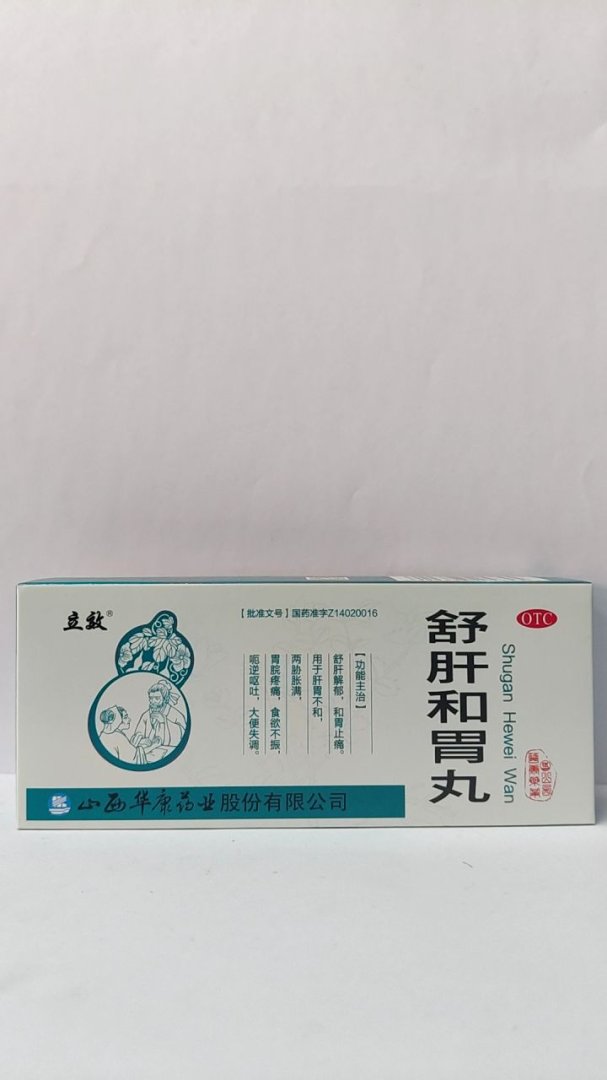 立效®
【批准文号】国药准字Z14020016
【功能主治】
舒肝解郁，和胃止痛。
用于肝胃不和，
两胁胀满，
胃脘疼痛，食欲不振，
呃逆呕吐，大便失调。
舒肝和胃丸
Shugan Hewei Wan
OTC
山西华康药业股份有限公司